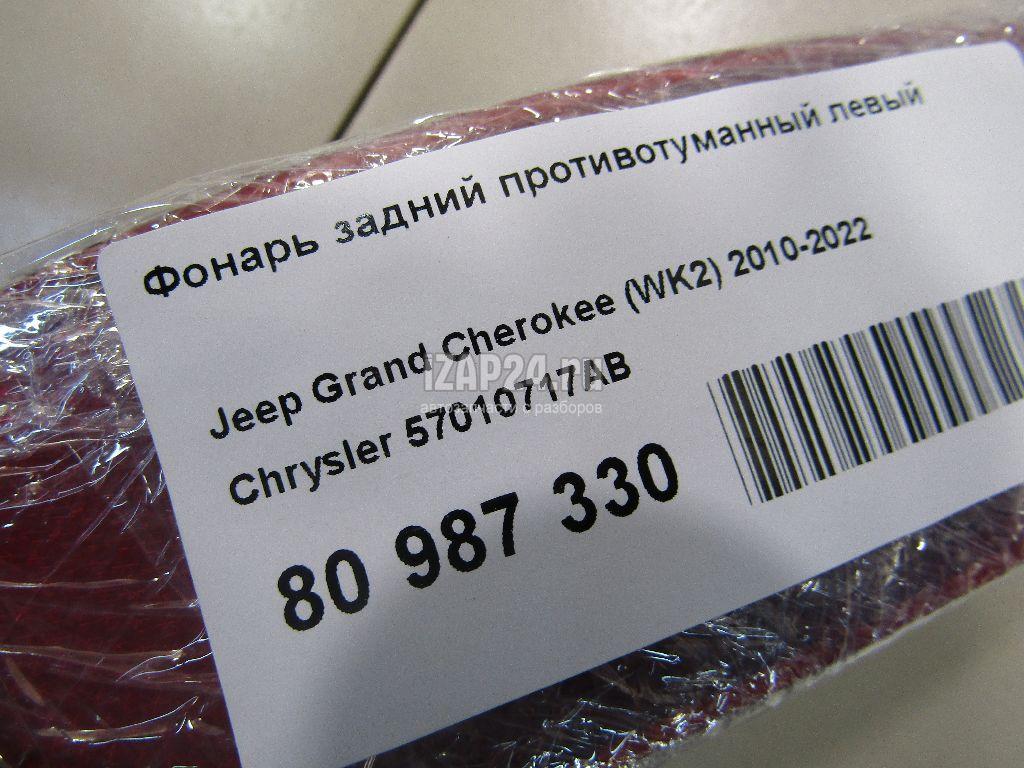 Фонарь задний противотуманный левый
Jeep Grand Cherokee (WK2) 2010-2022
iZAP24.ru
автозапчасти с разборов
Chrysler 57010717AB
80 987 330